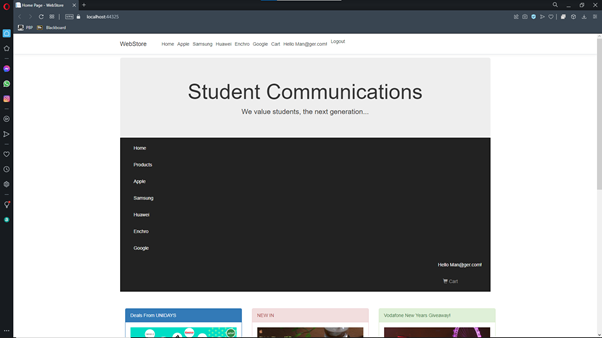 Home Page - WebStore
localhost:44325
PRP
Blackboard
WebStore
Home Apple Samsung Huawei Enchro Google Cart Hello Man@ger.com! Logout
Student Communications
We value students, the next generation...
Home
Products
Apple
Samsung
Huawei
Enchro
Google
Hello Man@ger.com!
Cart
Deals From UNiDAYS
NEW IN
Vodafone New Years Giveaway!